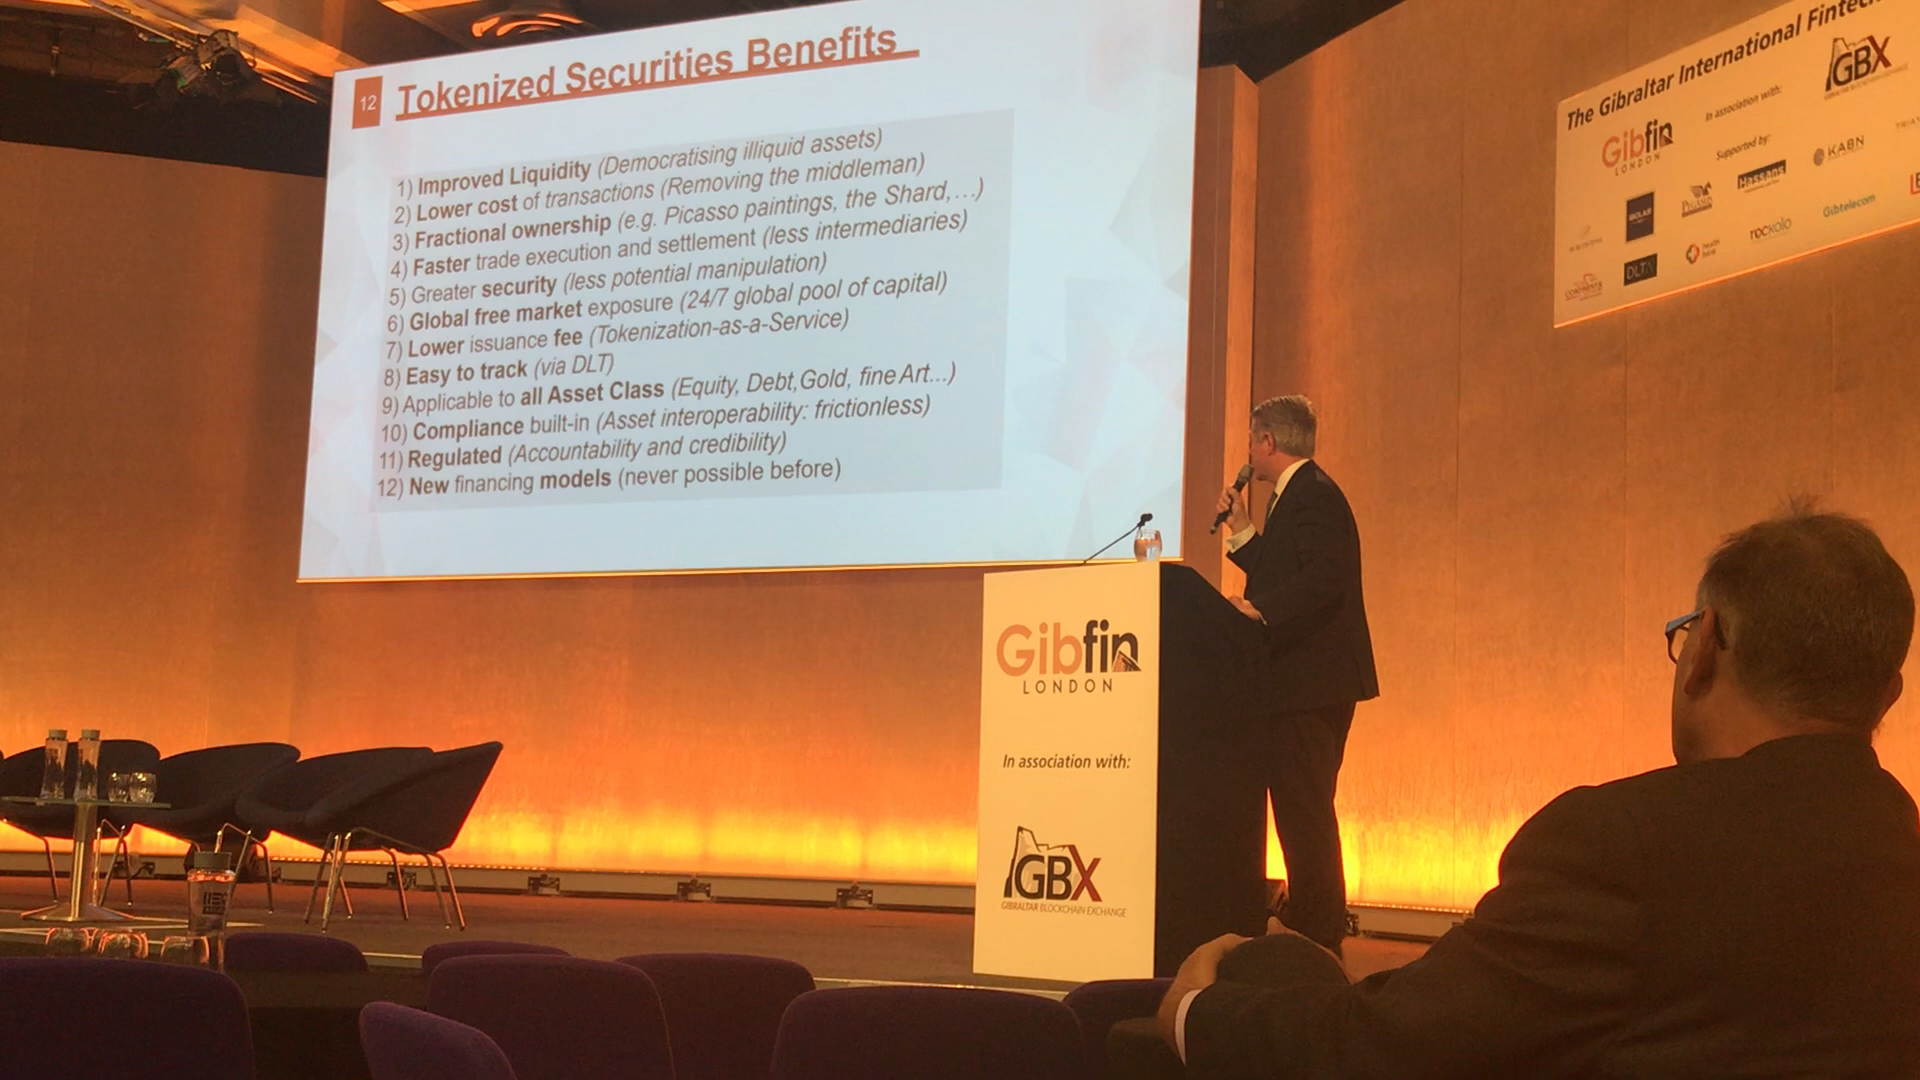 12
Tokenized Securities Benefits
1) Improved Liquidity (Democratising illiquid assets)
2) Lower cost of transactions (Removing the middleman)
3) Fractional ownership (e.g. Picasso paintings, the Shard,...)
4) Faster trade execution and settlement (less intermediaries)
5) Greater security (less potential manipulation)
6) Global free market exposure (24/7 global pool of capital)
7) Lower issuance fee (Tokenization-as-a-Service)
8) Easy to track (via DLT)
9) Applicable to all Asset Class (Equity, Debt,Gold, fine Art...)
10) Compliance built-in (Asset interoperability: frictionless)
11) Regulated (Accountability and credibility)
12) New financing models (never possible before)
The Gibraltar International Fintech
Gibfin
LONDON
In association with:
GBX
Supported by:
PEGASUS
Hassans
KABN
DLT
health bank
rockolo
Gibtelecom
Gibfin
LONDON
In association with:
GBX
GIBRALTAR BLOCKCHAIN EXCHANGE